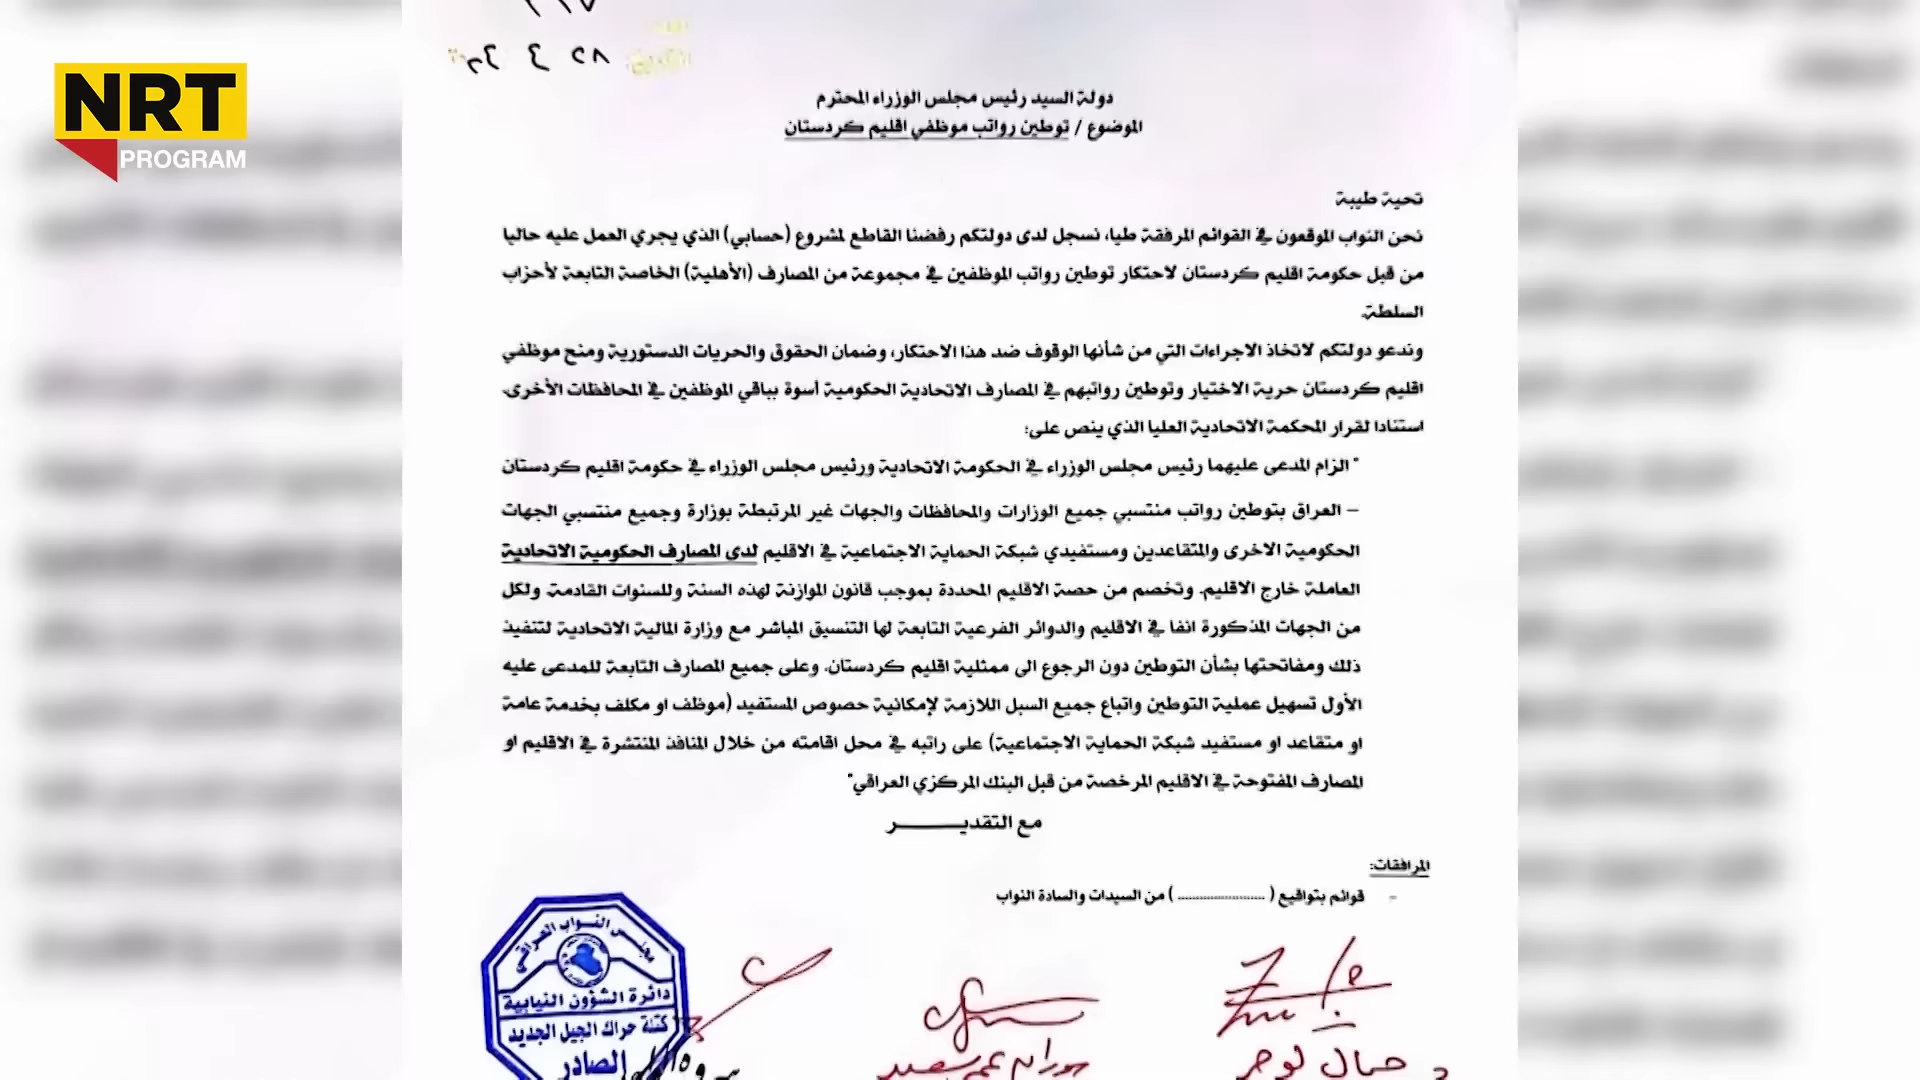 NRT
PROGRAM
دولة السيد رئيس مجلس الوزراء المحترم
الموضوع / توطين رواتب موظفي اقليم كردستان
تحية طيبة
نحن النواب الموقعون في القوائم المرفقة طيا، نسجل لدى دولتكم رفضنا القاطع لمشروع (حسابي) الذي يجري العمل عليه حاليا
من قبل حكومة اقليم كردستان لاحتكار توطين رواتب الموظفين في مجموعة من المصارف (الأهلية) الخاصة التابعة لأحزاب
السلطة.
وندعو دولتكم لاتخاذ الاجراءات التي من شأنها الوقوف ضد هذا الاحتكار، وضمان الحقوق والحريات الدستورية ومنح موظفي
اقليم كردستان حرية الاختيار وتوطين رواتبهم في المصارف الاتحادية الحكومية أسوة بباقي الموظفين في المحافظات الأخرى.
استنادا لقرار المحكمة الاتحادية العليا الذي ينص على:
" الزام المدعى عليهما رئيس مجلس الوزراء في الحكومة الاتحادية ورئيس مجلس الوزراء في حكومة اقليم كردستان
– العراق بتوطين رواتب منتسبي جميع الوزارات والمحافظات والجهات غير المرتبطة بوزارة وجميع منتسبي الجهات
الحكومية الاخرى والمتقاعدين ومستفيدي شبكة الحماية الاجتماعية في الاقليم لدى المصارف الحكومية الاتحادية
العاملة خارج الاقليم. وتخصم من حصة الاقليم المحددة بموجب قانون الموازنة لهذه السنة وللسنوات القادمة. ولكل
من الجهات المذكورة انفا في الاقليم والدوائر الفرعية التابعة لها التنسيق المباشر مع وزارة المالية الاتحادية لتنفيذ
ذلك ومفاتحتها بشأن التوطين دون الرجوع الى ممثلية اقليم كردستان. وعلى جميع المصارف التابعة للمدعى عليه
الأول تسهيل عملية التوطين واتباع جميع السبل اللازمة لإمكانية حصوص المستفيد (موظف او مكلف بخدمة عامة
او متقاعد او مستفيد شبكة الحماية الاجتماعية) على راتبه في محل اقامته من خلال المنافذ المنتشرة في الاقليم او
المصارف المفتوحة في الاقليم المرخصة من قبل البنك المركزي العراقي"
مع التقديــــــر
المرافقات:
- قوائم بتواقيع ( ........................ ) من السيدات والسادة النواب
مجلس النواب العراقي
دائرة الشؤون النيابية
كتلة حراك الجيل الجديد
الصادر